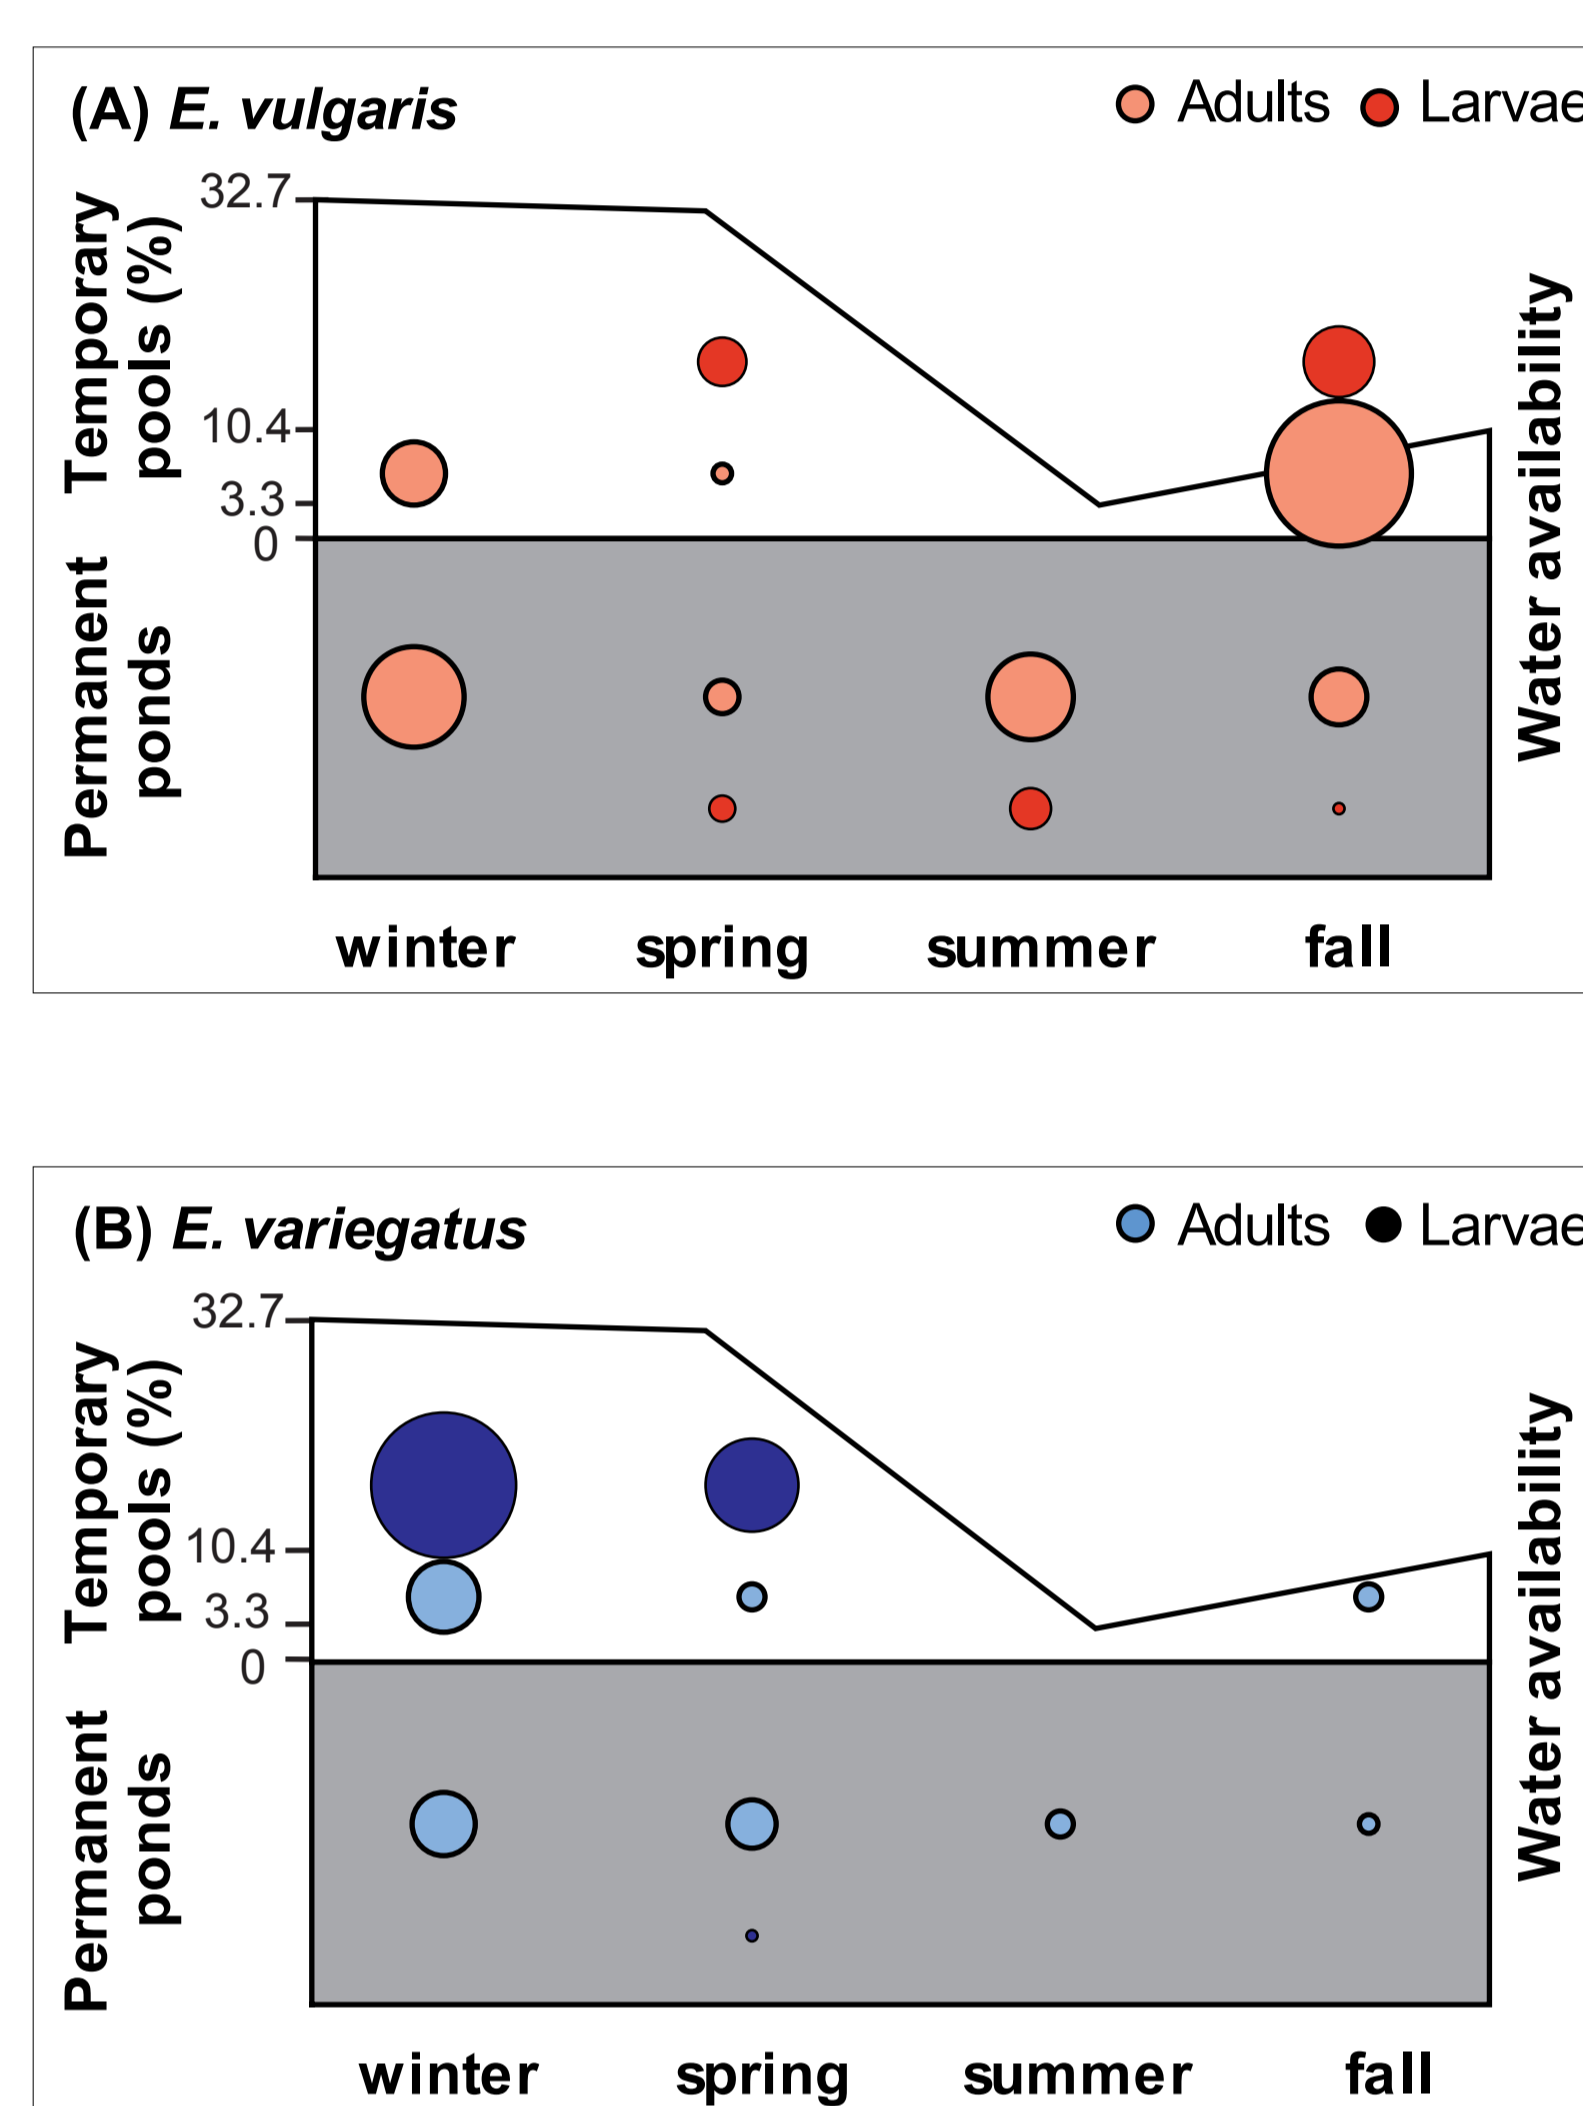 (A) E. vulgaris
Adults
Larvae
Temporary
pools (%)
32.7
10.4
3.3
0
Permanent
ponds
Water availability
winter
spring
summer
fall
(B) E. variegatus
Adults
Larvae
Temporary
pools (%)
32.7
10.4
3.3
0
Permanent
ponds
Water availability
winter
spring
summer
fall